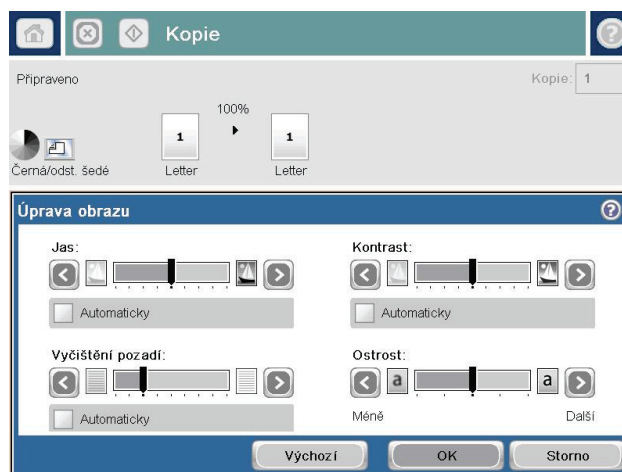 Kopie
Připraveno
Kopie: 1
100%
1
1
Černá/odst. šedé
Letter
Letter
Úprava obrazu
Jas:
Kontrast:
Automaticky
Automaticky
Vyčištění pozadí:
Ostrost:
a
a
Automaticky
Méně
Další
Výchozí
OK
Storno